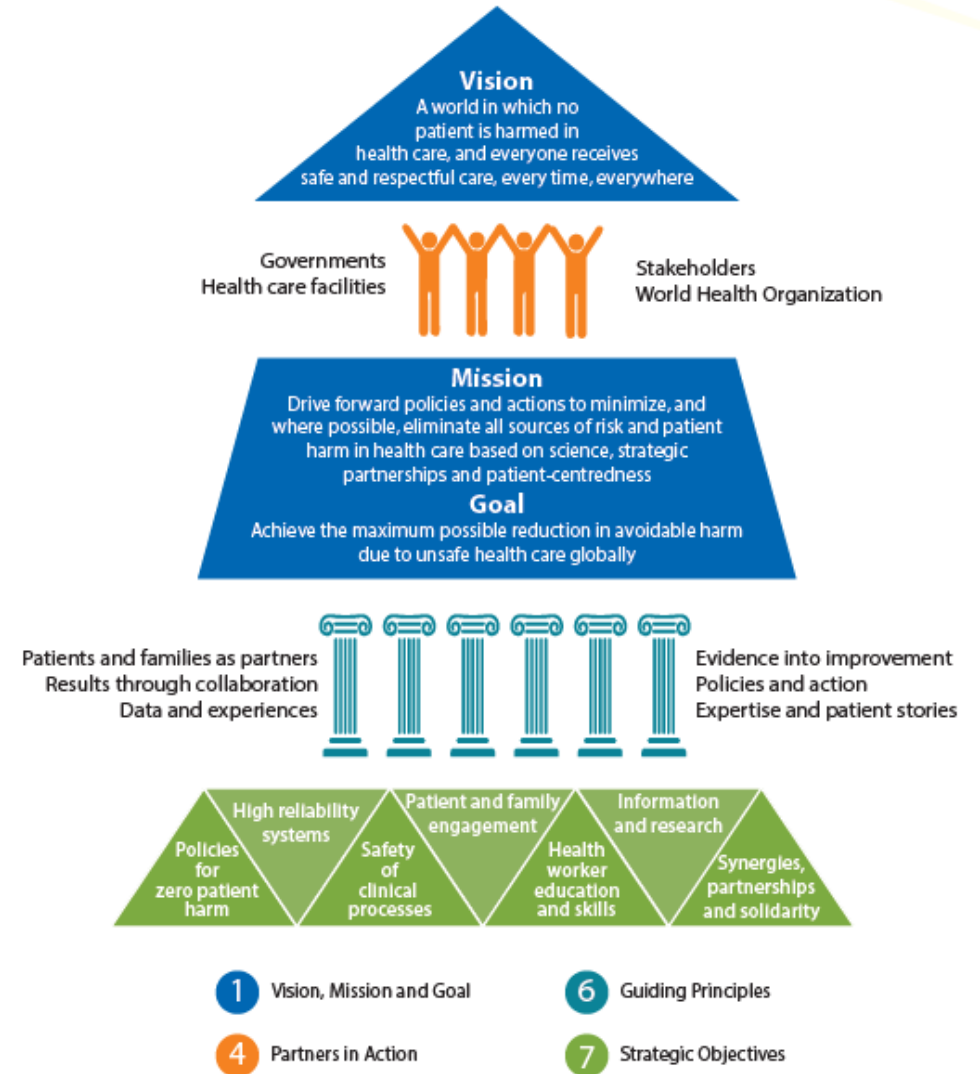 Vision
A world in which no
patient is harmed in
health care, and everyone receives
safe and respectful care, every time, everywhere
Governments
Health care facilities
Stakeholders
World Health Organization
Mission
Drive forward policies and actions to minimize, and
where possible, eliminate all sources of risk and patient
harm in health care based on science, strategic
partnerships and patient-centredness
Goal
Achieve the maximum possible reduction in avoidable harm
due to unsafe health care globally
Patients and families as partners
Results through collaboration
Data and experiences
Evidence into improvement
Policies and action
Expertise and patient stories
Policies
for
zero patient
harm
High reliability
systems
Safety
of
clinical
processes
Patient and family
engagement
Health
worker
education
and skills
Information
and research
Synergies,
partnerships
and solidarity
1 Vision, Mission and Goal
6 Guiding Principles
4 Partners in Action
7 Strategic Objectives